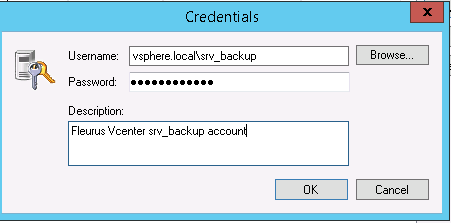 Credentials
x
Username:
vsphere.local\srv_backup
Browse...
Password:
●●●●●●●●●●●●
Description:
Fleurus Vcenter srv_backup account
OK
Cancel